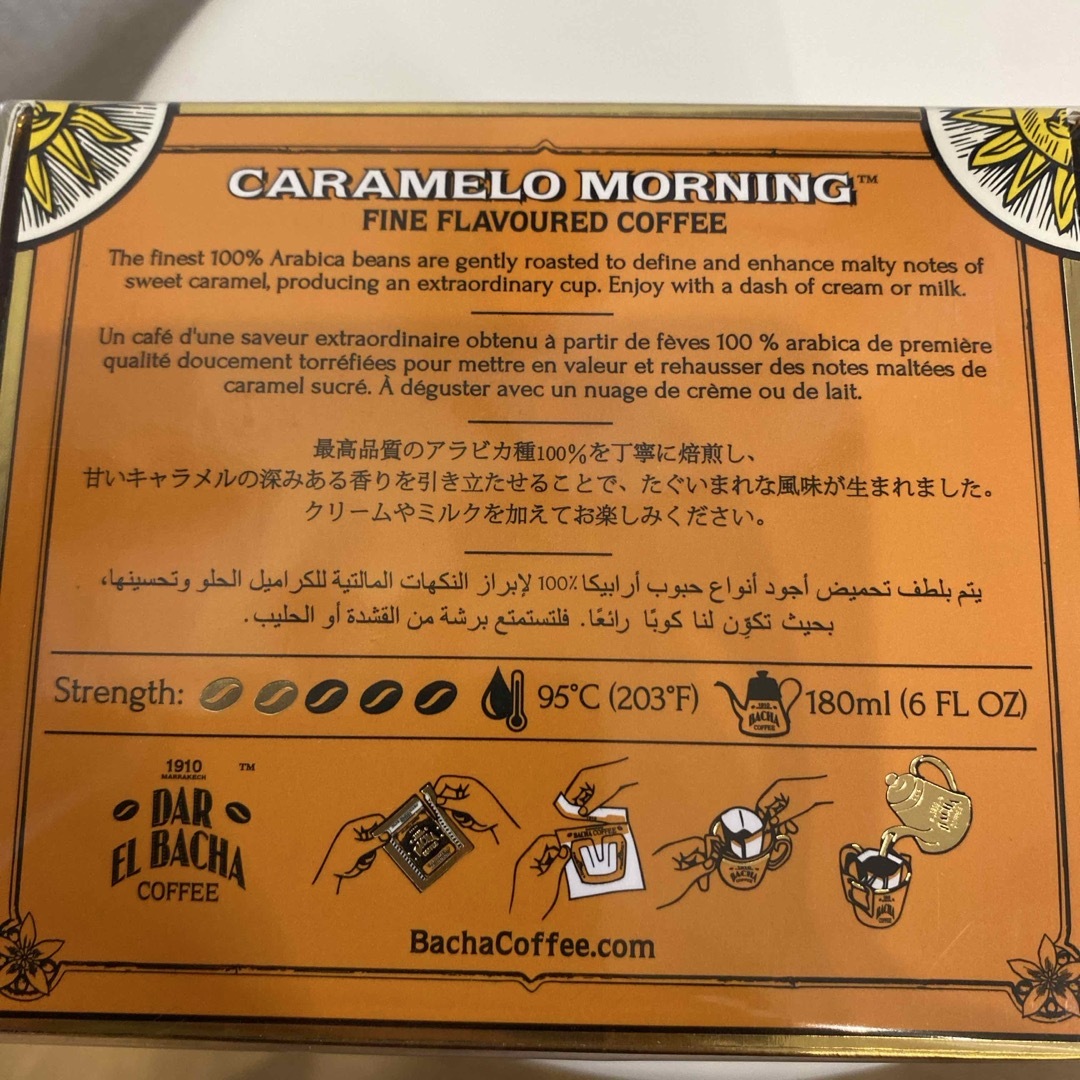 CARAMELO MORNING™
FINE FLAVOURED COFFEE
The finest 100% Arabica beans are gently roasted to define and enhance malty notes of
sweet caramel, producing an extraordinary cup. Enjoy with a dash of cream or milk.
Un café d'une saveur extraordinaire obtenu à partir de fèves 100 % arabica de première
qualité doucement torréfiées pour mettre en valeur et rehausser des notes maltées de
caramel sucré. À déguster avec un nuage de crème ou de lait.
最高品質のアラビカ種100%を丁寧に焙煎し、
甘いキャラメルの深みある香りを引き立たせることで、たぐいまれな風味が生まれました。
クリームやミルクを加えてお楽しみください。
يتم بلطف تحميض أجود أنواع حبوب أرابيكا 100٪ لإبراز النكهات المالتية للكراميل الحلو وتحسينها،
بحيث تكوِّن لنا كوبًا رائعًا. فلتستمتع برشة من القشدة أو الحليب.
Strength: 95°C (203°F) 180ml (6 FL OZ)
BACHA
COFFEE
1910 ™
MARRAKECH
DAR
EL BACHA
COFFEE
BACHA COFFEE
BACHA
BACHA
BACHA
BachaCoffee.com